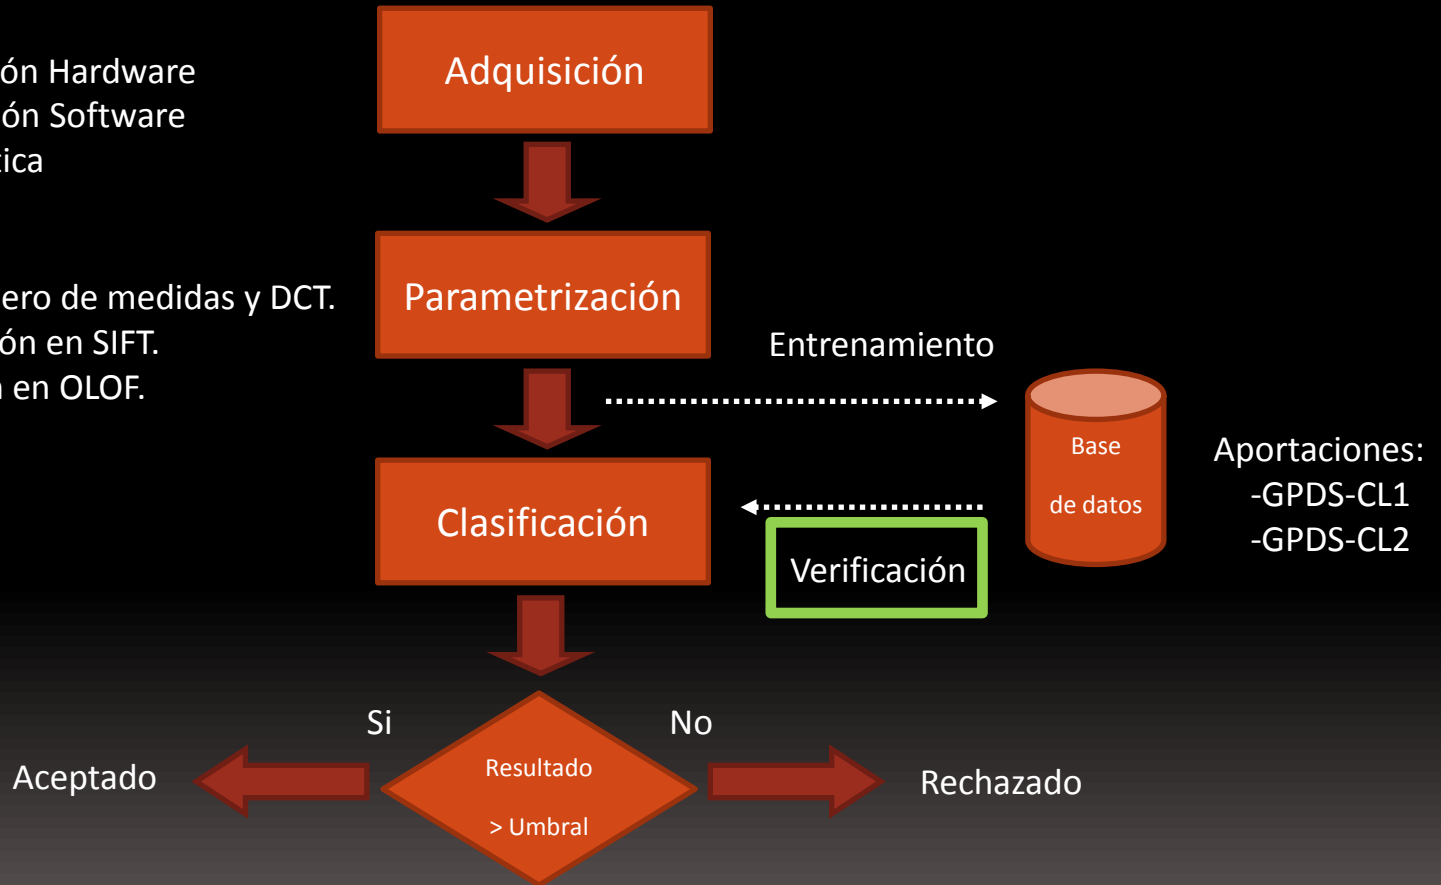 Adquisición
ón Hardware
ón Software
tica
Parametrización
ero de medidas y DCT.
ón en SIFT.
en OLOF.
Entrenamiento
Base
de datos
Aportaciones:
-GPDS-CL1
-GPDS-CL2
Clasificación
Verificación
Si
No
Resultado
> Umbral
Aceptado
Rechazado